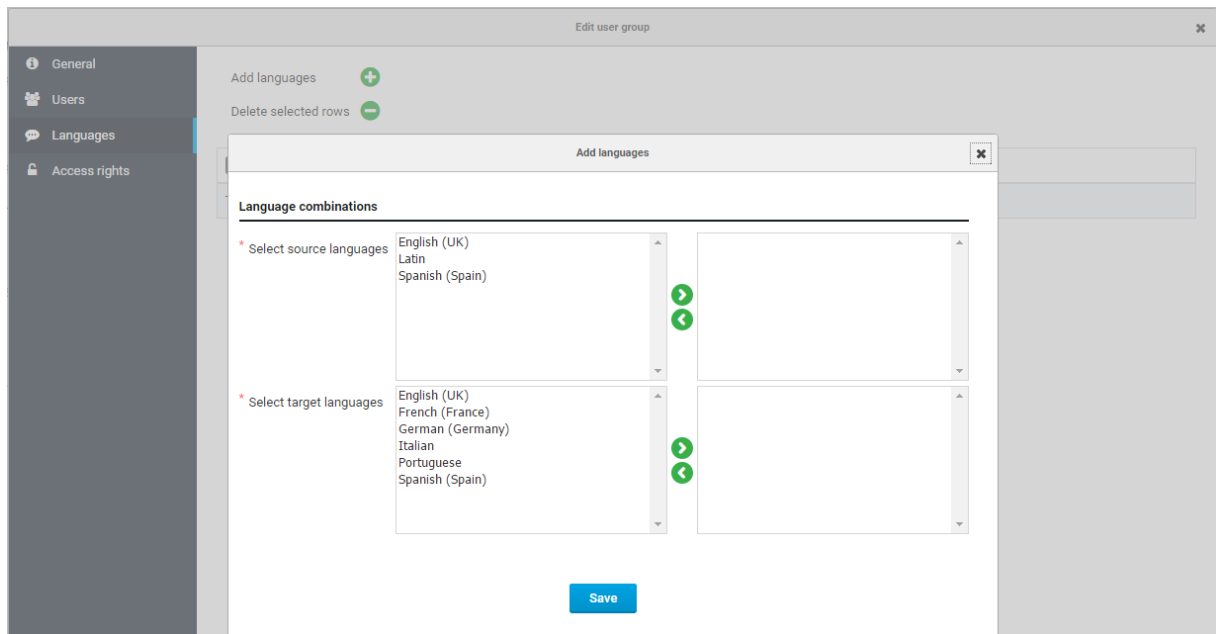 Edit user group
General
Users
Languages
Access rights
Add languages
Delete selected rows
Add languages
Language combinations
* Select source languages
English (UK)
Latin
Spanish (Spain)
* Select target languages
English (UK)
French (France)
German (Germany)
Italian
Portuguese
Spanish (Spain)
Save